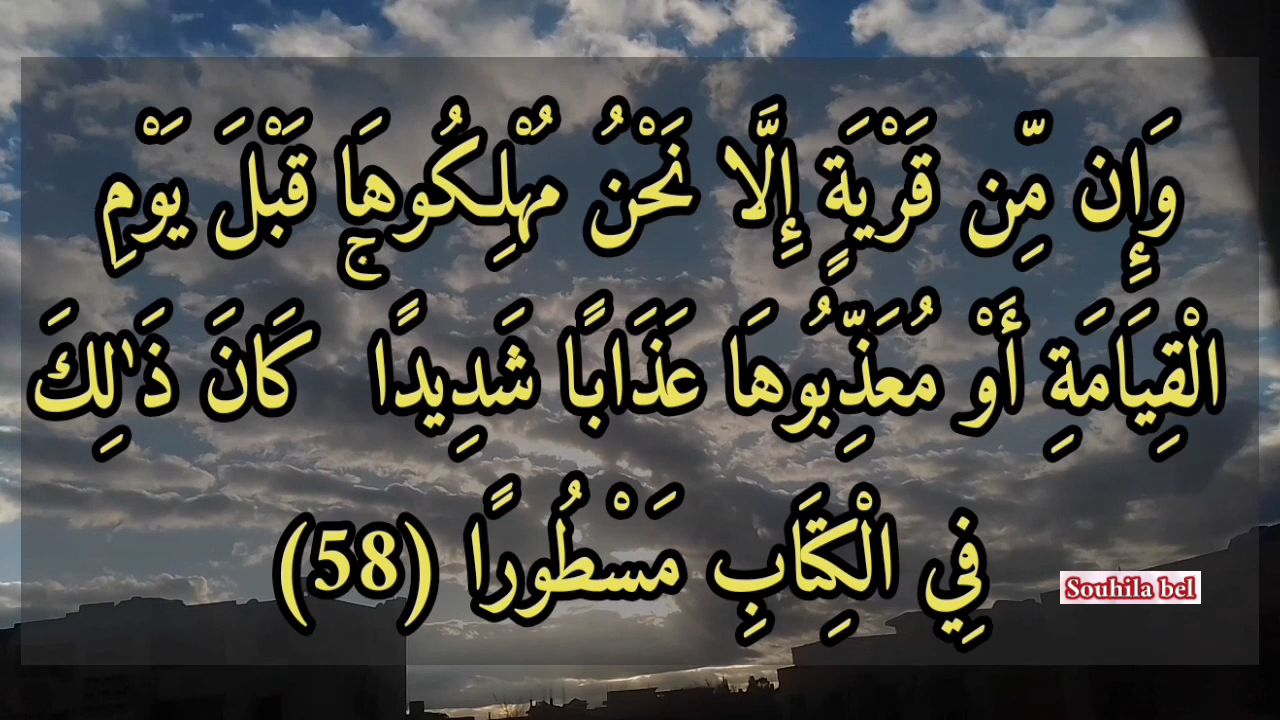 وَإِن مِّن قَرْيَةٍ إِلَّا نَحْنُ مُهْلِكُوهَا قَبْلَ يَوْمِ
الْقِيَامَةِ أَوْ مُعَذِّبُوهَا عَذَابًا شَدِيدًا ۚ كَانَ ذَٰلِكَ
فِي الْكِتَابِ مَسْطُورًا (58)
Souhila bel